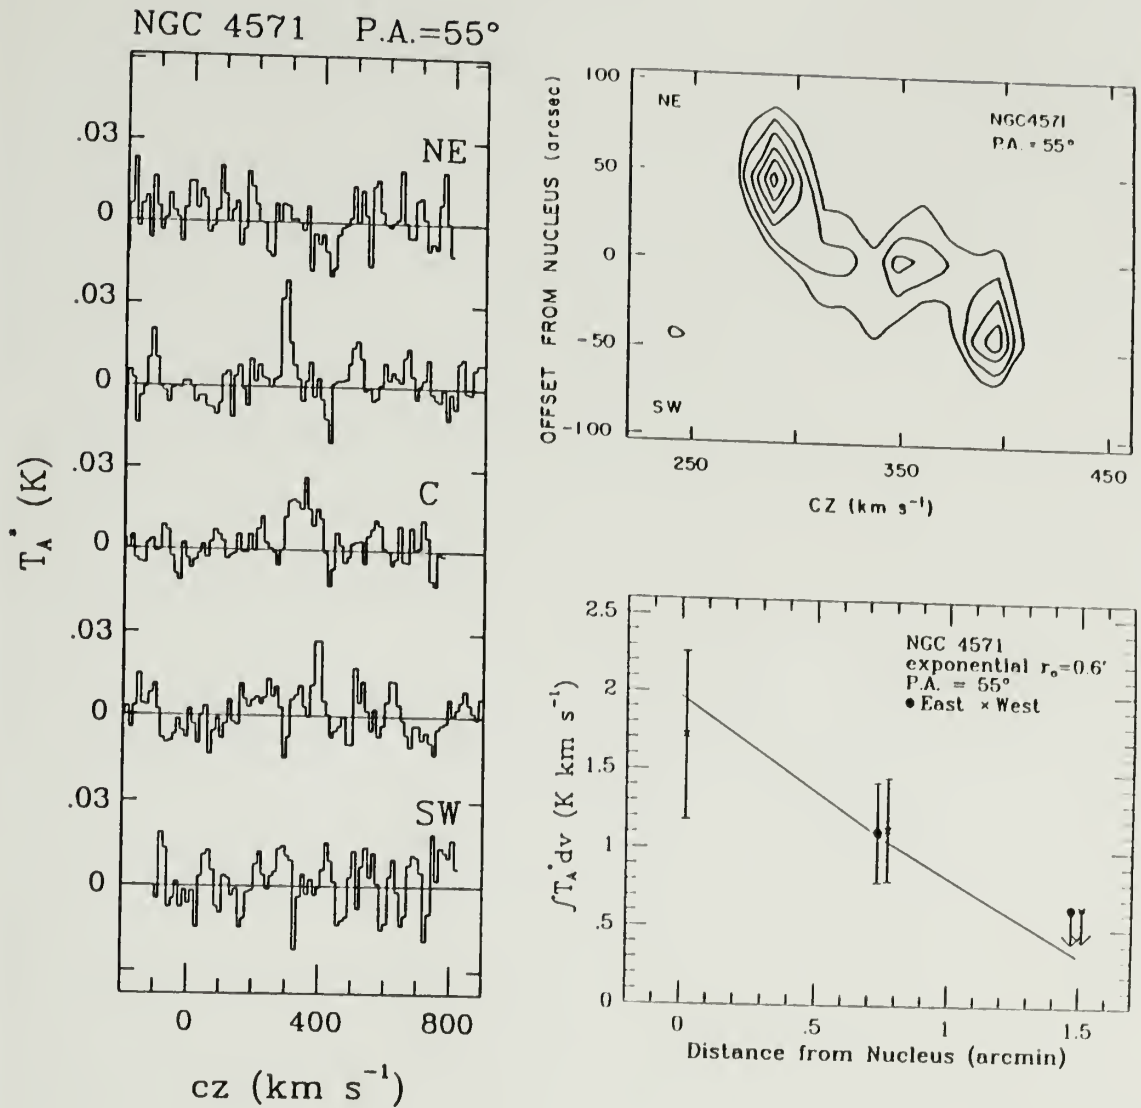 NGC 4571 P.A.=55°
.03
NE
0
.03
0
.03
C
0
.03
0
.03
SW
0
T_A* (K)
0 400 800
cz (km s⁻¹)
100
NE
NGC4571
P.A. = 55°
50
0
-50
SW
-100
OFFSET FROM NUCLEUS (arcsec)
250 350 450
CZ (km s⁻¹)
2.5
NGC 4571
exponential r₀=0.6'
P.A. = 55°
● East × West
2
1.5
1
0.5
0
∫T_A*dv (K km s⁻¹)
0 .5 1 1.5
Distance from Nucleus (arcmin)